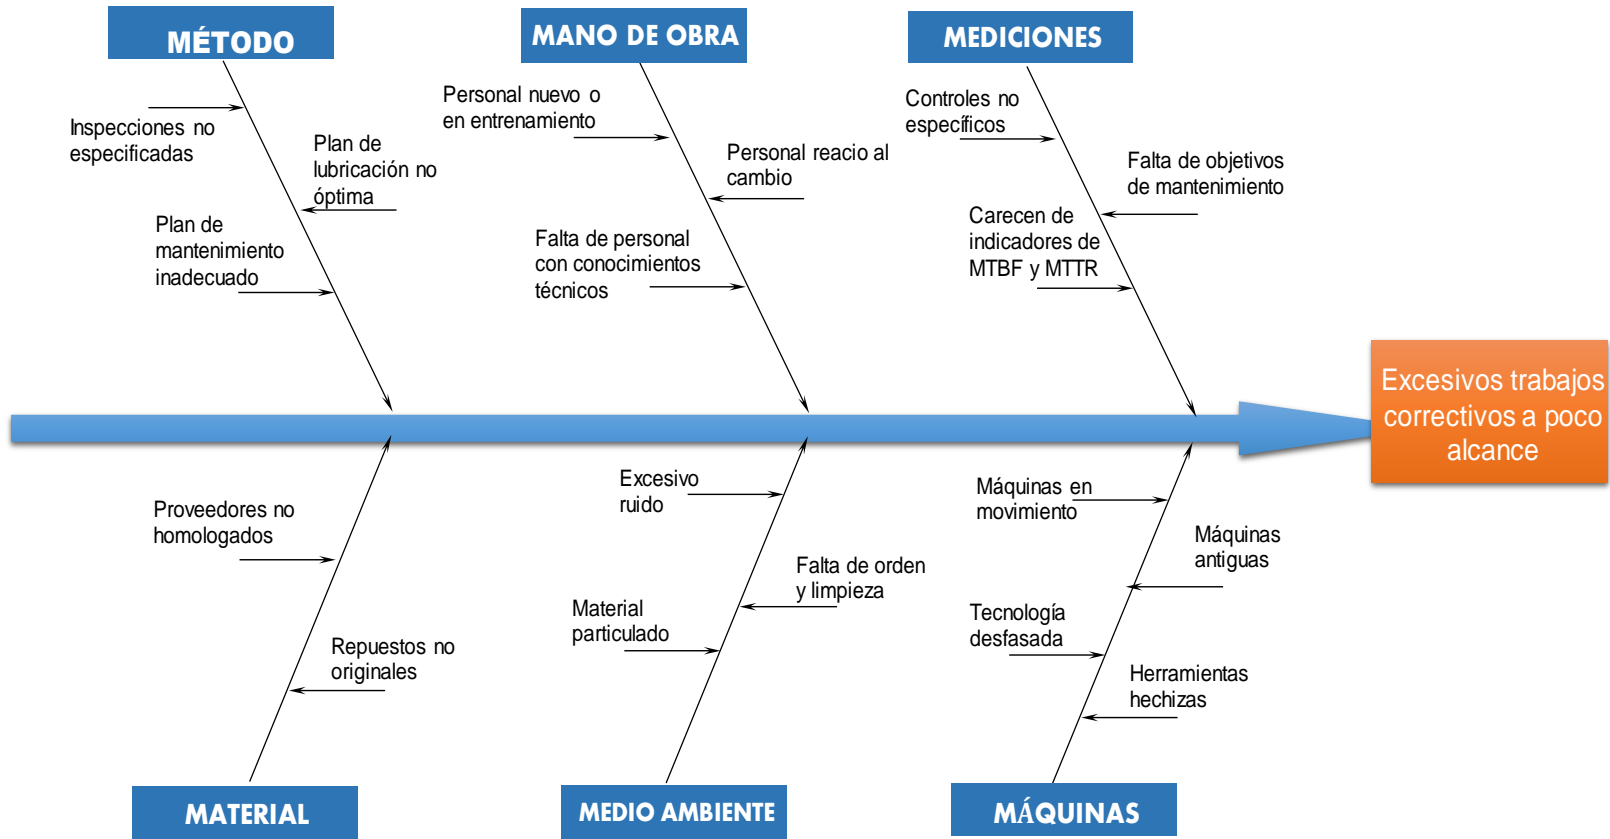 MÉTODO
MANO DE OBRA
MEDICIONES
Inspecciones no
especificadas
Plan de
lubricación no
óptima
Plan de
mantenimiento
inadecuado
Personal nuevo o
en entrenamiento
Personal reacio al
cambio
Falta de personal
con conocimientos
técnicos
Controles no
específicos
Falta de objetivos
de mantenimiento
Carecen de
indicadores de
MTBF y MTTR
Excesivos trabajos
correctivos a poco
alcance
Proveedores no
homologados
Repuestos no
originales
Excesivo
ruido
Falta de orden
y limpieza
Material
particulado
Máquinas en
movimiento
Máquinas
antiguas
Tecnología
desfasada
Herramientas
hechizas
MATERIAL
MEDIO AMBIENTE
MÁQUINAS